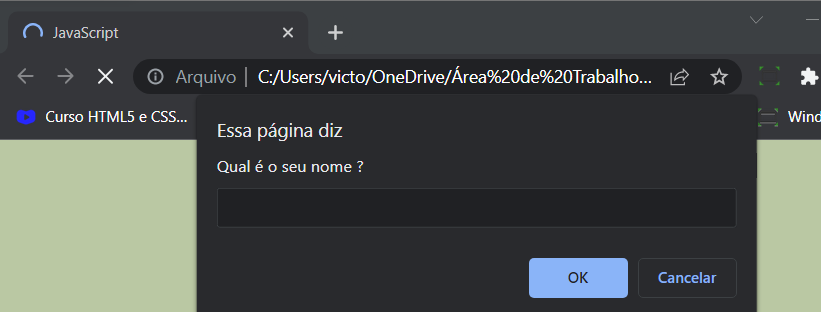 JavaScript
Arquivo C:/Users/victo/OneDrive/Área%20de%20Trabalho...
Curso HTML5 e CSS...
Wind
Essa página diz
Qual é o seu nome ?
OK Cancelar